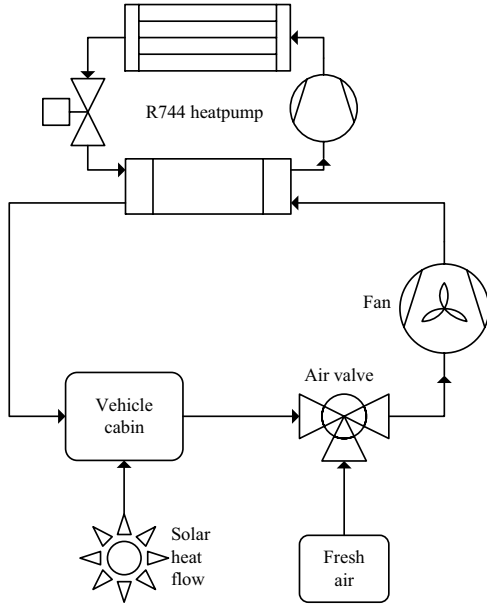 R744 heatpump
Fan
Air valve
Vehicle
cabin
Solar
heat
flow
Fresh
air